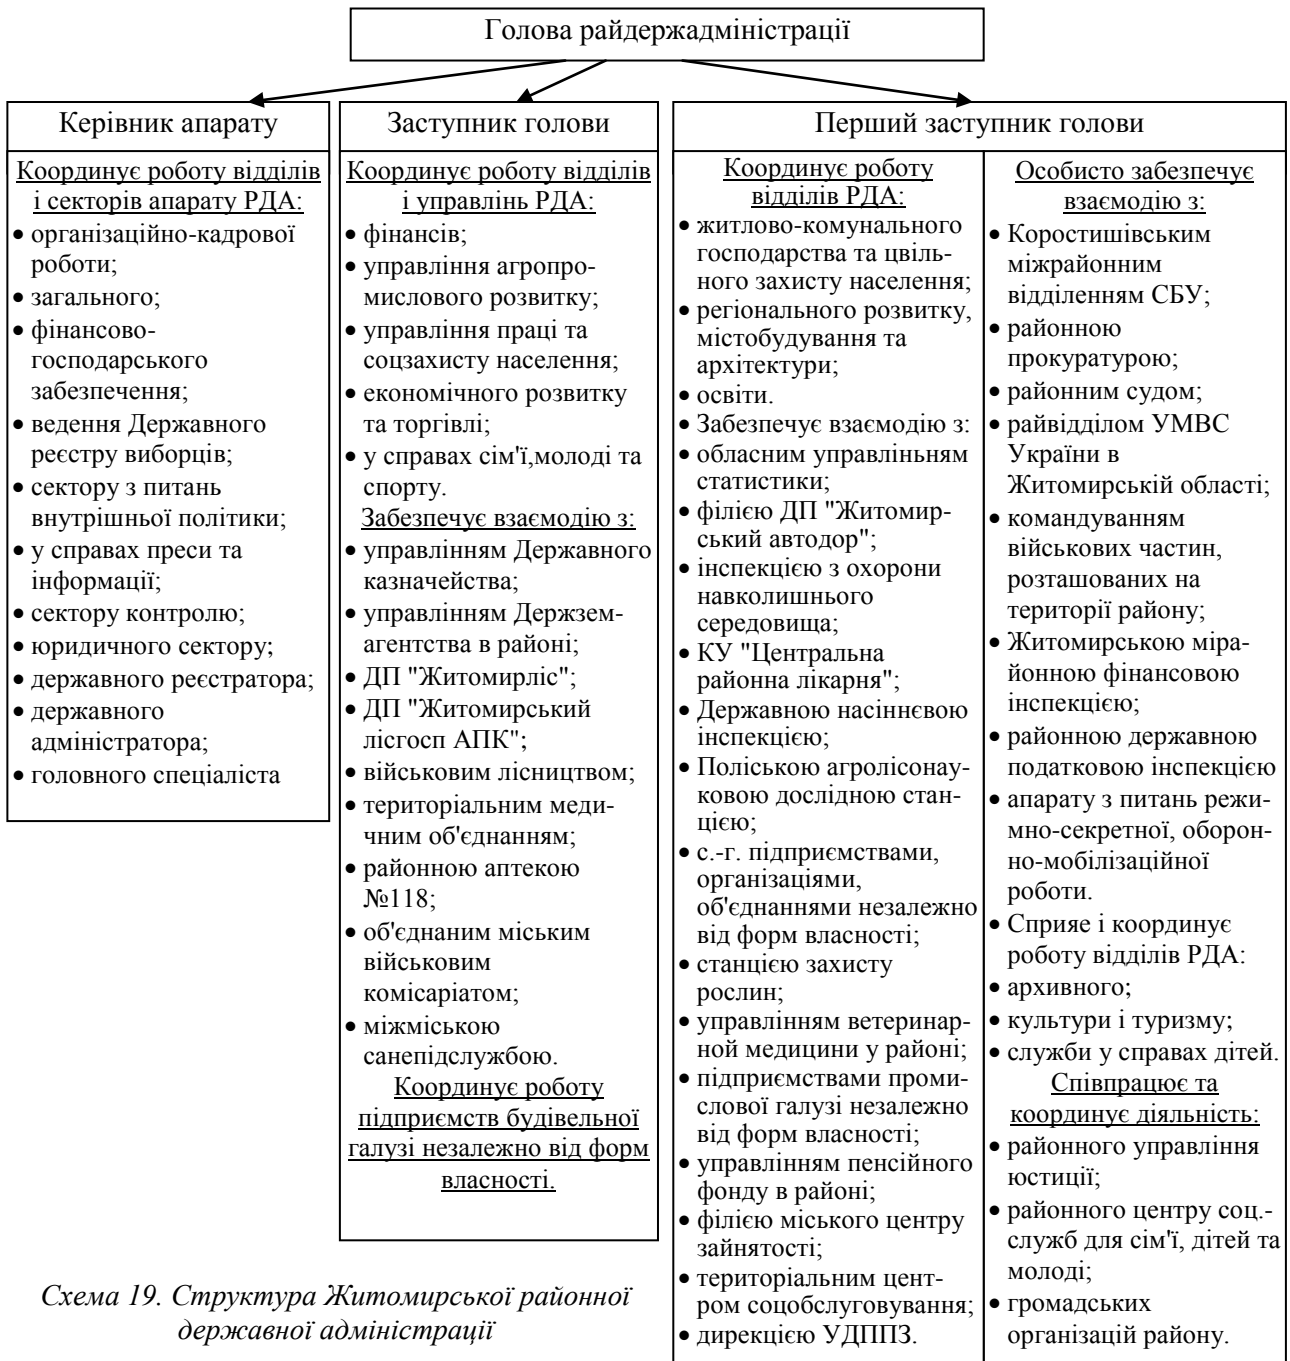 Голова райдержадміністрації
Керівник апарату
Координує роботу відділів
і секторів апарату РДА:
• організаційно-кадрової
роботи;
• загального;
• фінансово-
господарського
забезпечення;
• ведення Державного
реєстру виборців;
• сектору з питань
внутрішньої політики;
• у справах преси та
інформації;
• сектору контролю;
• юридичного сектору;
• державного реєстратора;
• державного
адміністратора;
• головного спеціаліста
Заступник голови
Координує роботу відділів
і управлінь РДА:
• фінансів;
• управління агропро-
мислового розвитку;
• управління праці та
соцзахисту населення;
• економічного розвитку
та торгівлі;
• у справах сім'ї,молоді та
спорту.
Забезпечує взаємодію з:
• управлінням Державного
казначейства;
• управлінням Держзем-
агентства в районі;
• ДП "Житомирліс";
• ДП "Житомирський
лісгосп АПК";
• військовим лісництвом;
• територіальним меди-
чним об'єднанням;
• районною аптекою
№118;
• об'єднаним міським
військовим
комісаріатом;
• міжміською
санепідслужбою.
Координує роботу
підприємств будівельної
галузі незалежно від форм
власності.
Перший заступник голови
Координує роботу
відділів РДА:
• житлово-комунального
господарства та цвіль-
ного захисту населення;
• регіонального розвитку,
містобудування та
архітектури;
• освіти.
• Забезпечує взаємодію з:
• обласним управліньням
статистики;
• філією ДП "Житомир-
ський автодор";
• інспекцією з охорони
навколишнього
середовища;
• КУ "Центральна
районна лікарня";
• Державною насіннєвою
інспекцією;
• Поліською агролісонау-
ковою дослідною стан-
цією;
• с.-г. підприємствами,
організаціями,
об'єднаннями незалежно
від форм власності;
• станцією захисту
рослин;
• управлінням ветеринар-
ної медицини у районі;
• підприємствами проми-
слової галузі незалежно
від форм власності;
• управлінням пенсійного
фонду в районі;
• філією міського центру
зайнятості;
• територіальним цент-
ром соцобслуговування;
• дирекцією УДППЗ.
Особисто забезпечує
взаємодію з:
• Коростишівським
міжрайонним
відділенням СБУ;
• районною
прокуратурою;
• районним судом;
• райвідділом УМВС
України в
Житомирській області;
• командуванням
військових частин,
розташованих на
території району;
• Житомирською міра-
йонною фінансовою
інспекцією;
• районною державною
податковою інспекцією
• апарату з питань режи-
мно-секретної, оборон-
но-мобілізаційної
роботи.
• Сприяе і координує
роботу відділів РДА:
• архивного;
• культури і туризму;
• служби у справах дітей.
Співпрацює та
координує діяльність:
• районного управління
юстиції;
• районного центру соц.-
служб для сім'ї, дітей та
молоді;
• громадських
організацій району.
Схема 19. Структура Житомирської районної
державної адміністрації